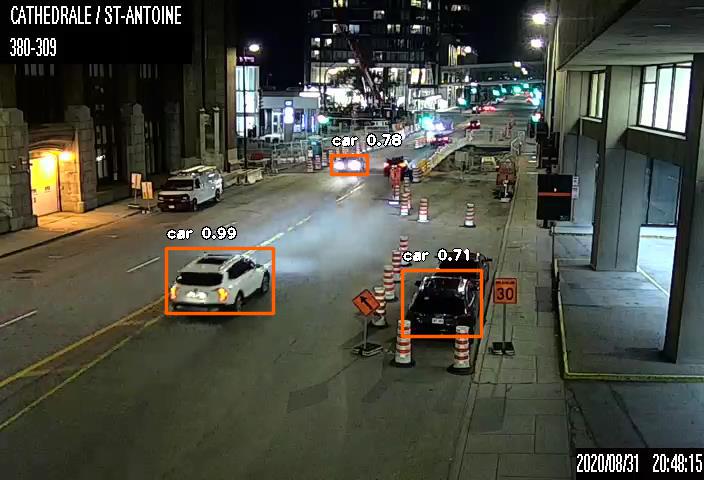 CATHEDRALE / ST-ANTOINE
380-309
car 0.78
car 0.99
car 0.71
30
2020/08/31 20:48:15